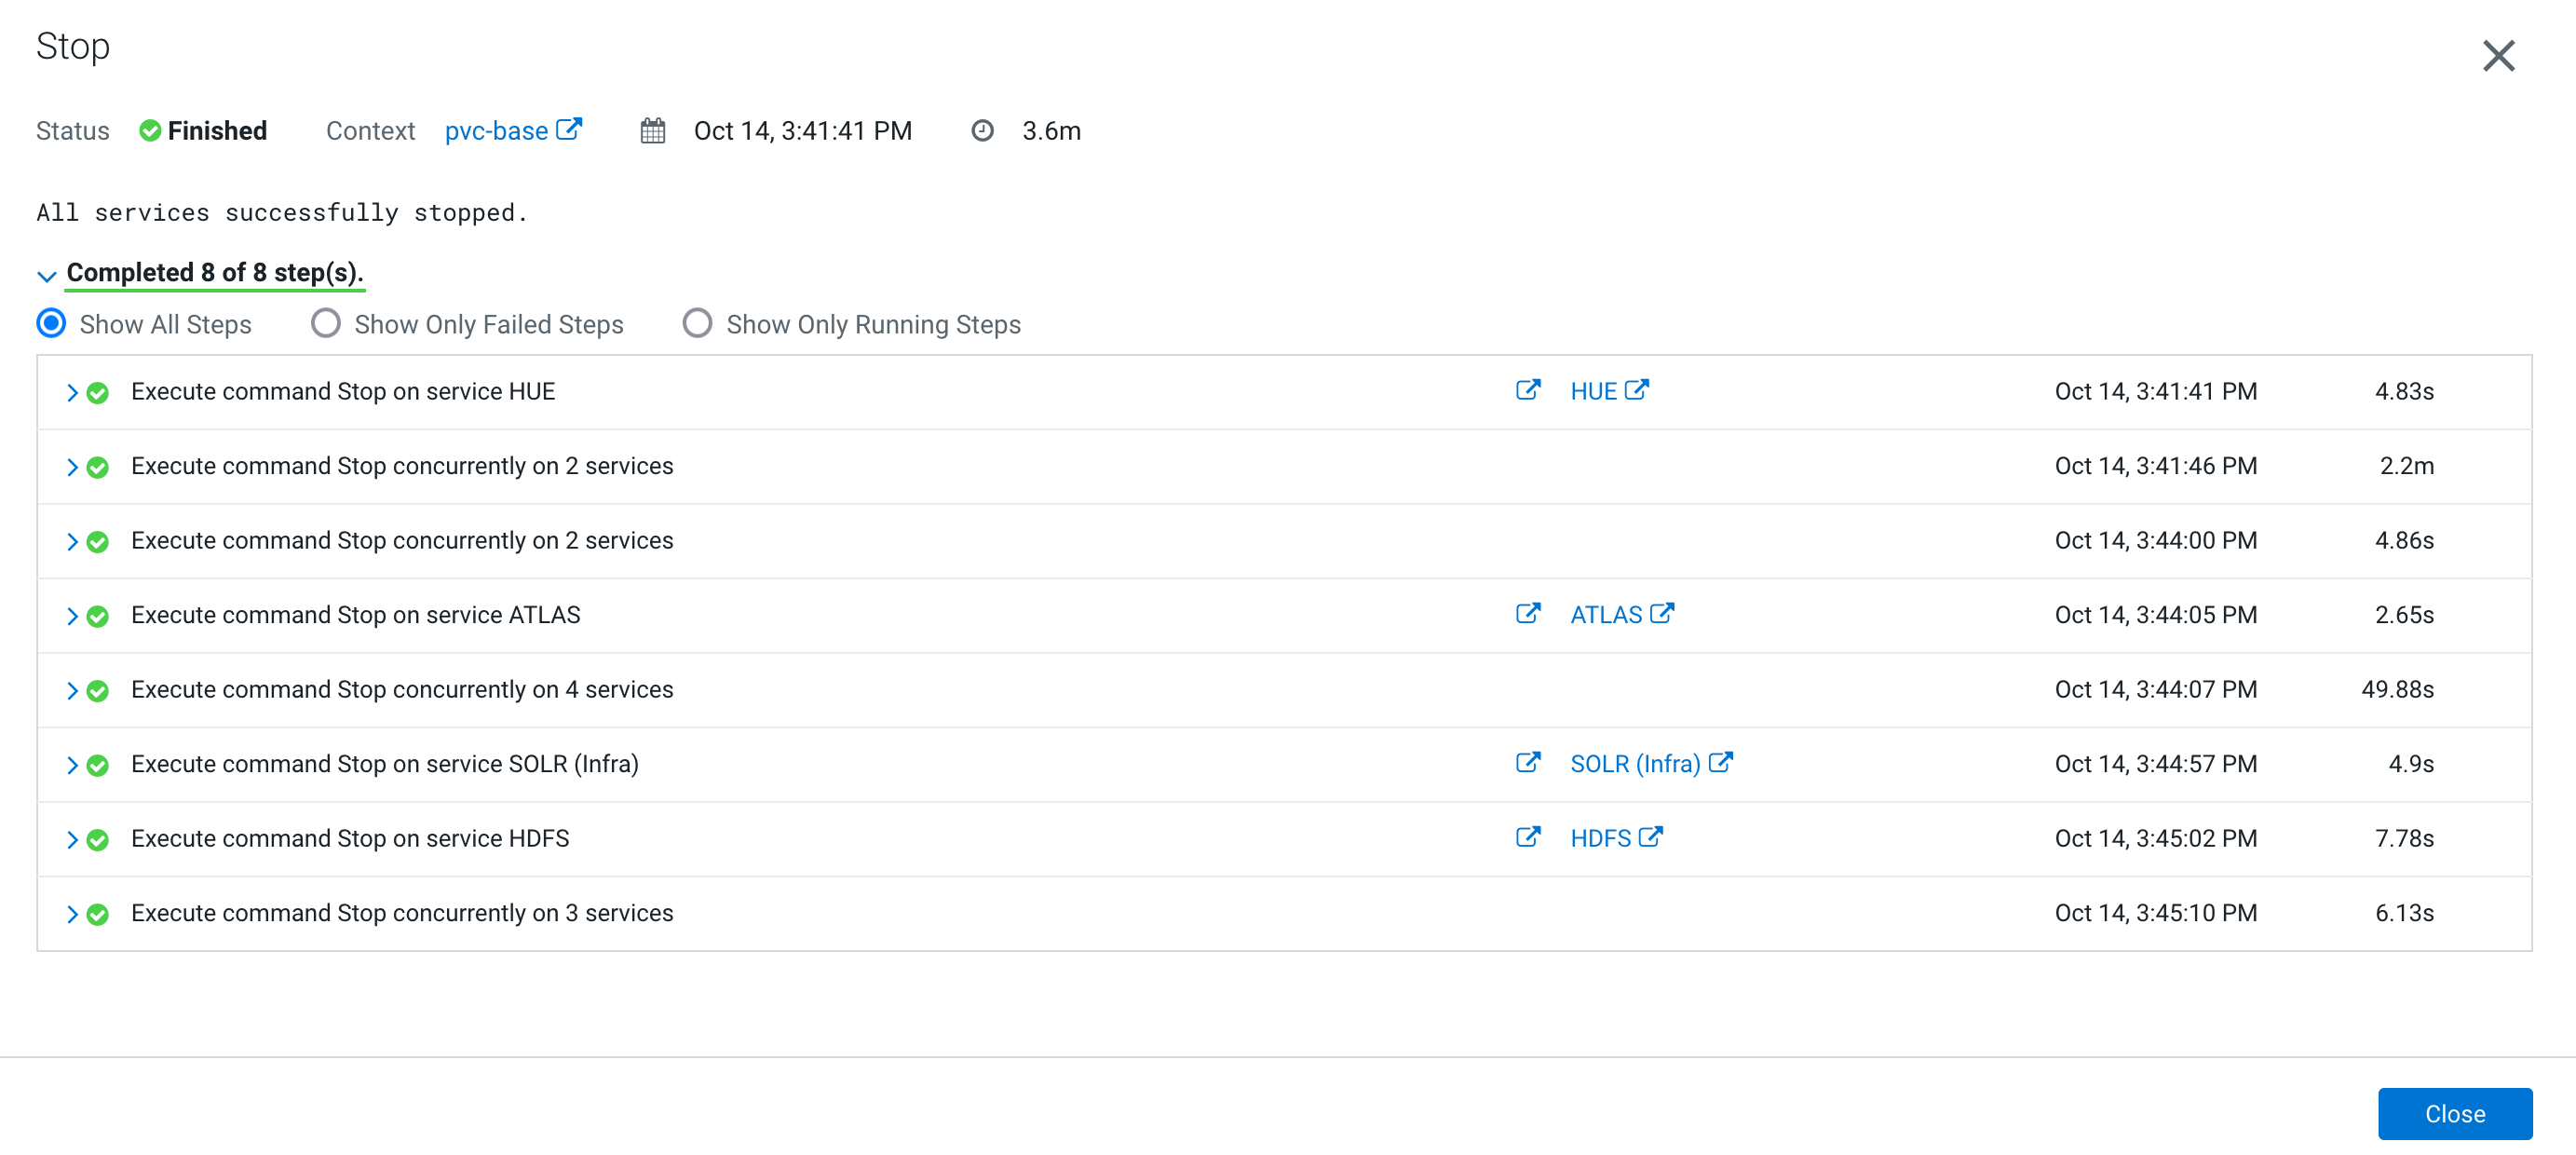 Stop
Status Finished Context pvc-base Oct 14, 3:41:41 PM 3.6m
All services successfully stopped.
Completed 8 of 8 step(s).
Show All Steps Show Only Failed Steps Show Only Running Steps
Execute command Stop on service HUE HUE Oct 14, 3:41:41 PM 4.83s
Execute command Stop concurrently on 2 services Oct 14, 3:41:46 PM 2.2m
Execute command Stop concurrently on 2 services Oct 14, 3:44:00 PM 4.86s
Execute command Stop on service ATLAS ATLAS Oct 14, 3:44:05 PM 2.65s
Execute command Stop concurrently on 4 services Oct 14, 3:44:07 PM 49.88s
Execute command Stop on service SOLR (Infra) SOLR (Infra) Oct 14, 3:44:57 PM 4.9s
Execute command Stop on service HDFS HDFS Oct 14, 3:45:02 PM 7.78s
Execute command Stop concurrently on 3 services Oct 14, 3:45:10 PM 6.13s
Close